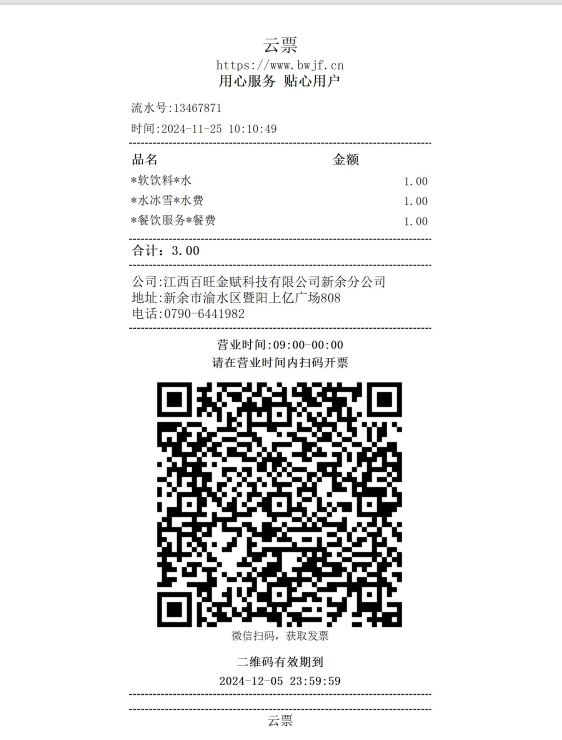 云票
https://www.bwjf.cn
用心服务 贴心用户
流水号:13467871
时间:2024-11-25 10:10:49
品名 金额
*软饮料*水 1.00
*水冰雪*水费 1.00
*餐饮服务*餐费 1.00
合计: 3.00
公司:江西百旺金赋科技有限公司新余分公司
地址:新余市渝水区暨阳上亿广场808
电话:0790-6441982
营业时间:09:00-00:00
请在营业时间内扫码开票
微信扫码，获取发票
二维码有效期到
2024-12-05 23:59:59
云票